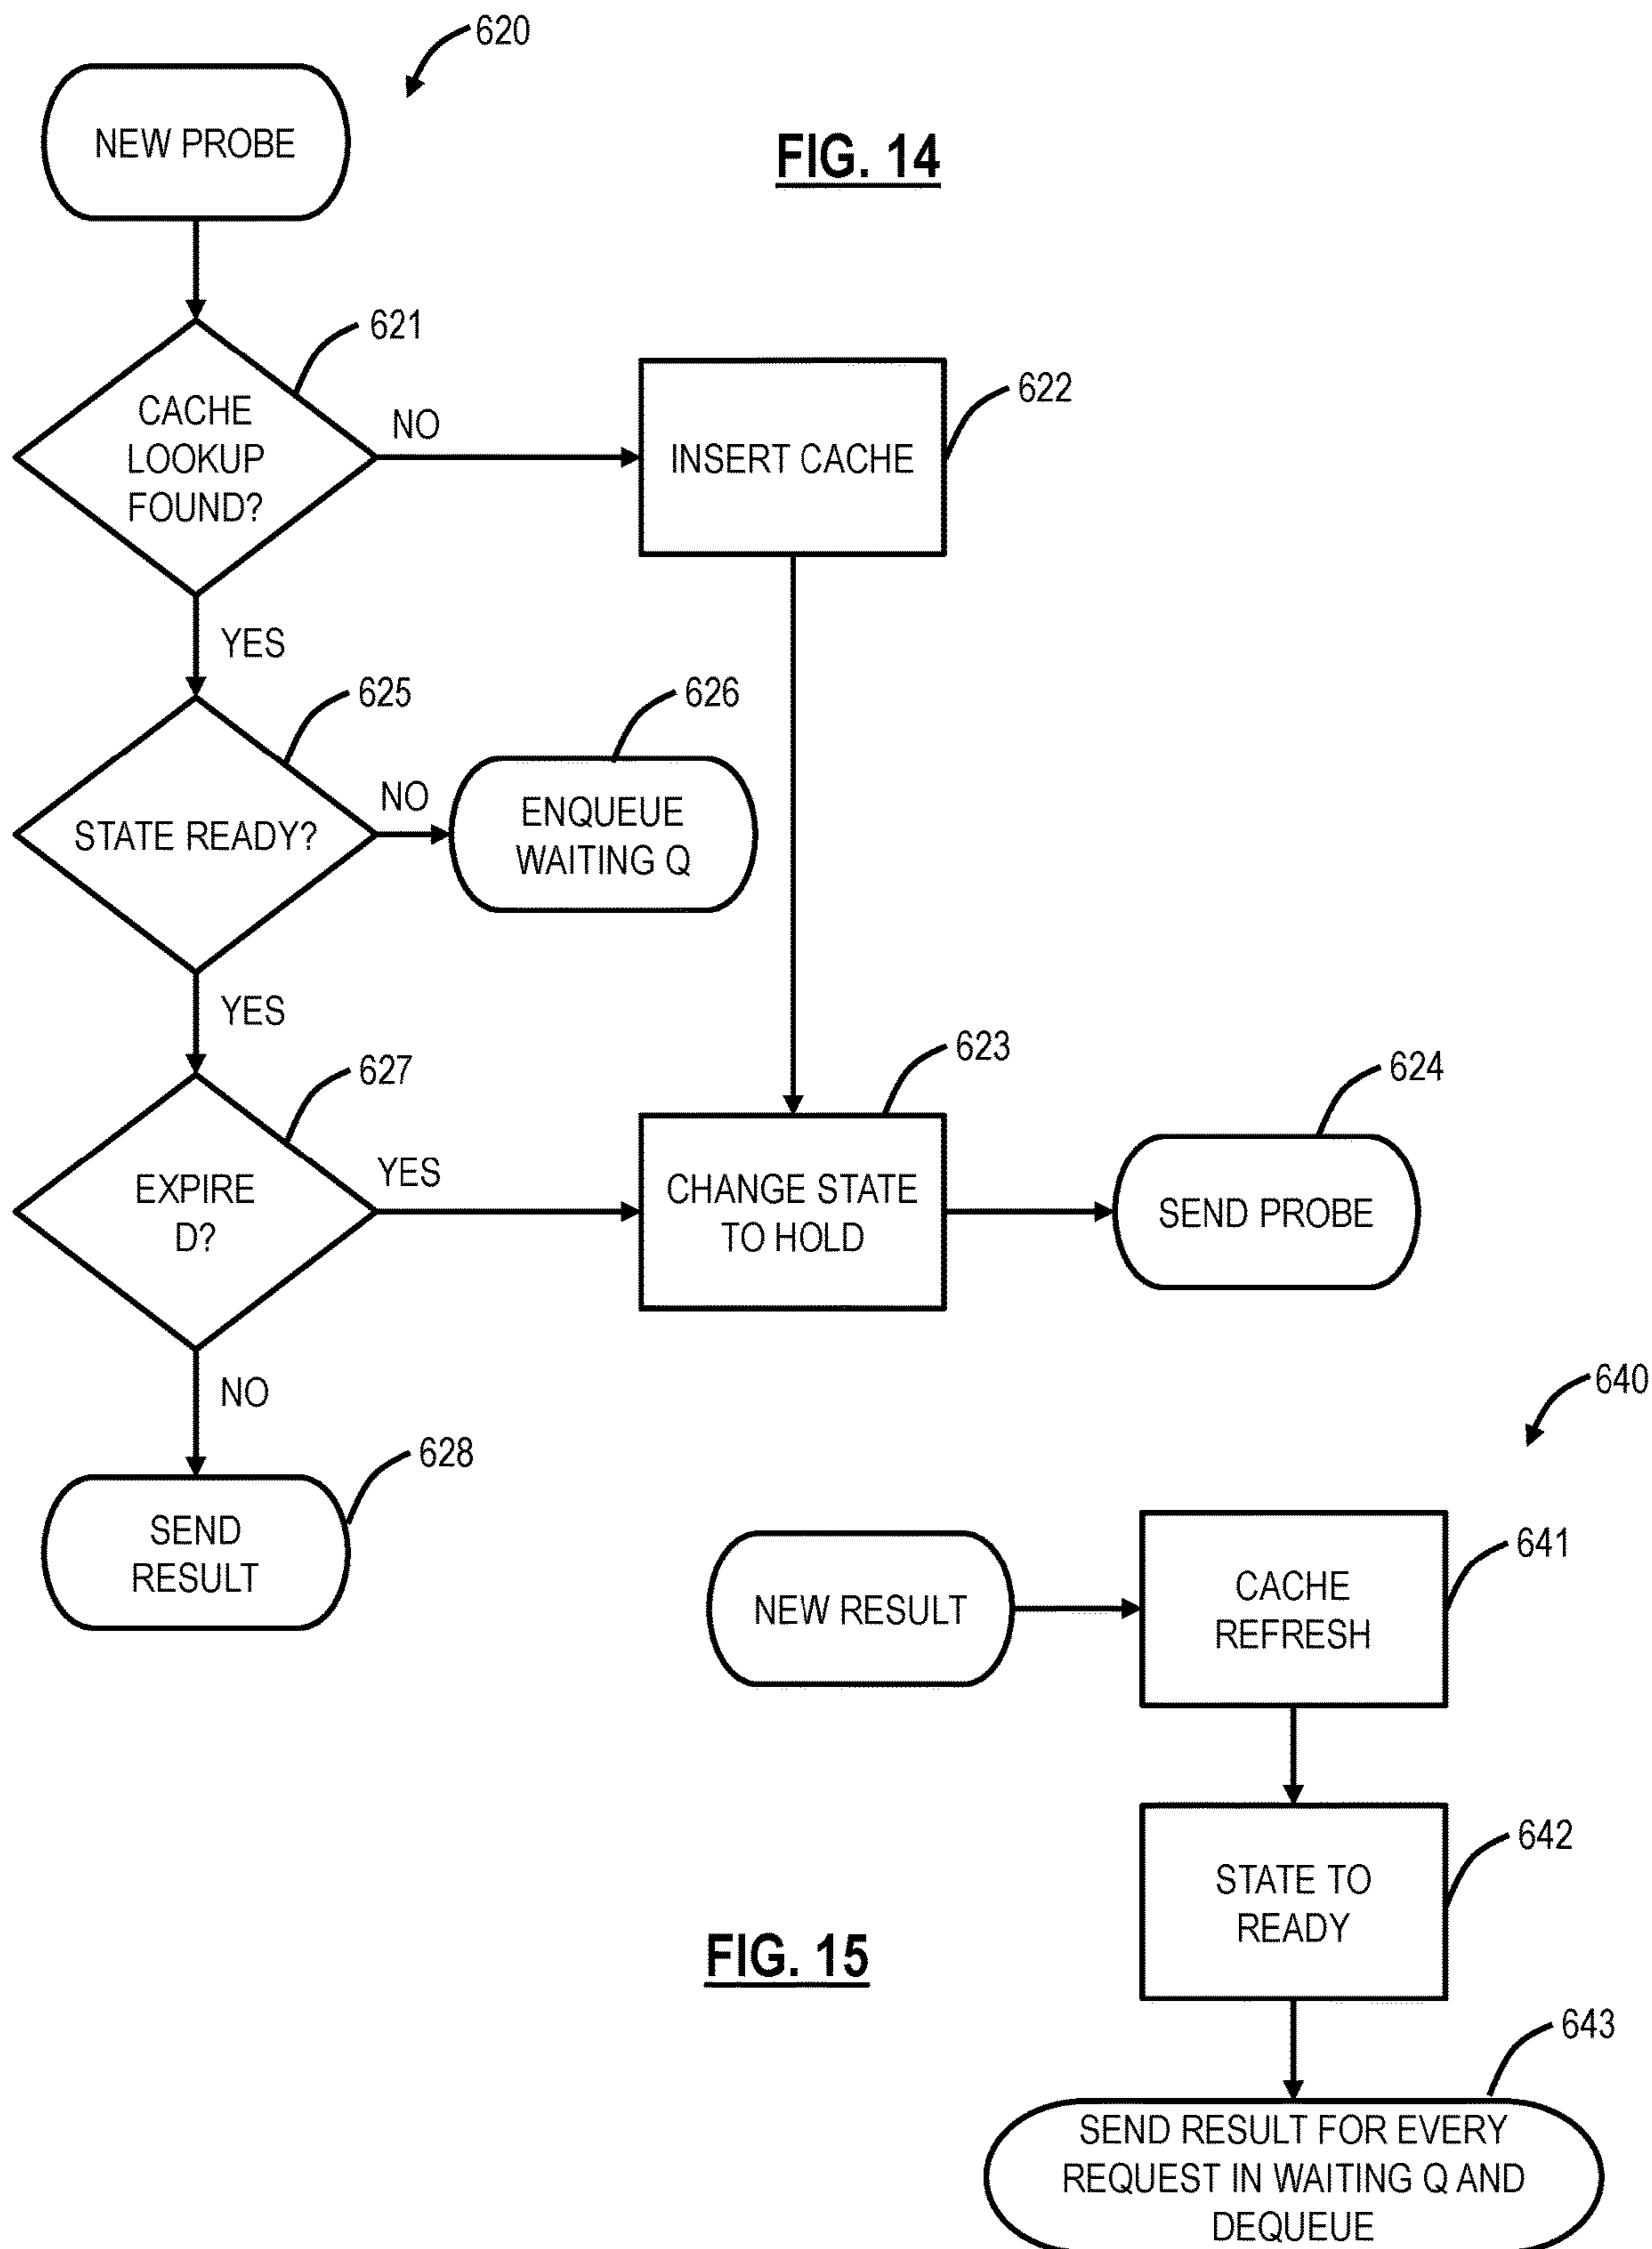 620
NEW PROBE
FIG. 14
621
CACHE
LOOKUP
FOUND?
NO
INSERT CACHE
622
YES
625
STATE READY?
NO
626
ENQUEUE
WAITING Q
YES
627
EXPIRE
D?
YES
623
CHANGE STATE
TO HOLD
624
SEND PROBE
NO
628
SEND
RESULT
640
NEW RESULT
641
CACHE
REFRESH
642
STATE TO
READY
FIG. 15
643
SEND RESULT FOR EVERY
REQUEST IN WAITING Q AND
DEQUEUE